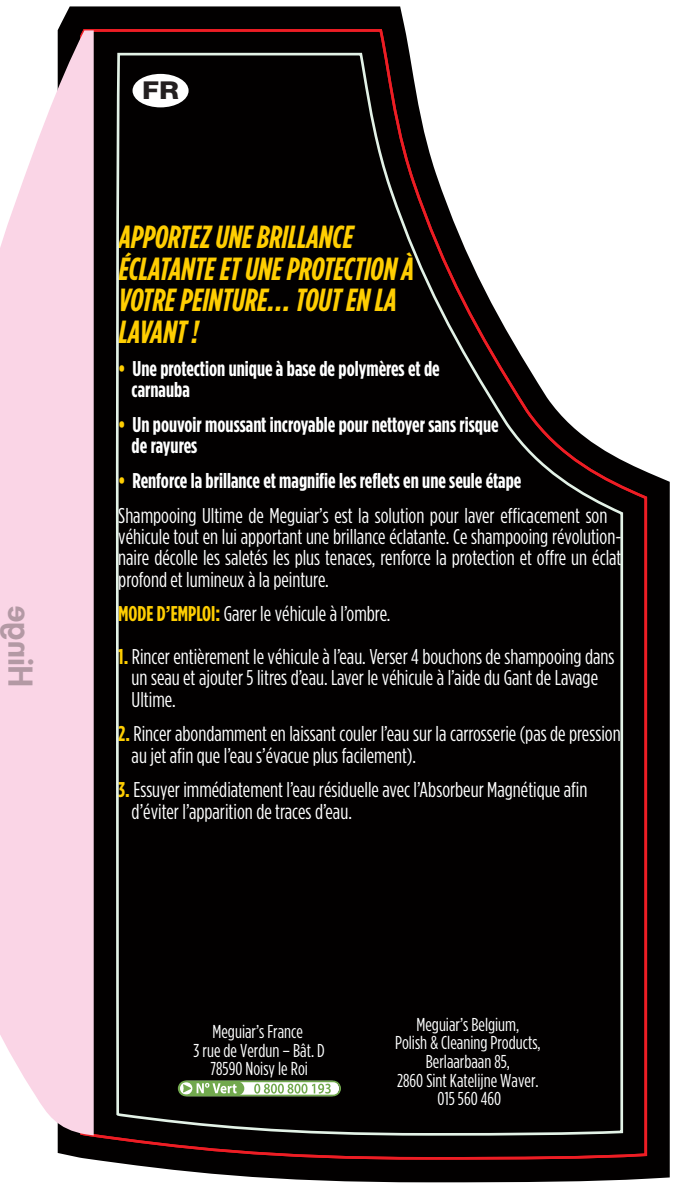 FR
APPORTEZ UNE BRILLANCE
ÉCLATANTE ET UNE PROTECTION À
VOTRE PEINTURE... TOUT EN LA
LAVANT !
• Une protection unique à base de polymères et de
carnauba
• Un pouvoir moussant incroyable pour nettoyer sans risque
de rayures
• Renforce la brillance et magnifie les reflets en une seule étape
Shampooing Ultime de Meguiar's est la solution pour laver efficacement son
véhicule tout en lui apportant une brillance éclatante. Ce shampooing révolution-
naire décolle les saletés les plus tenaces, renforce la protection et offre un éclat
profond et lumineux à la peinture.
MODE D'EMPLOI: Garer le véhicule à l'ombre.
1. Rincer entièrement le véhicule à l'eau. Verser 4 bouchons de shampooing dans
un seau et ajouter 5 litres d'eau. Laver le véhicule à l'aide du Gant de Lavage
Ultime.
2. Rincer abondamment en laissant couler l'eau sur la carrosserie (pas de pression
au jet afin que l'eau s'évacue plus facilement).
3. Essuyer immédiatement l'eau résiduelle avec l'Absorbeur Magnétique afin
d'éviter l'apparition de traces d'eau.
Hinge
Meguiar's France
3 rue de Verdun – Bât. D
78590 Noisy le Roi
N° Vert 0 800 800 193
Meguiar's Belgium,
Polish & Cleaning Products,
Berlaarbaan 85,
2860 Sint Katelijne Waver.
015 560 460